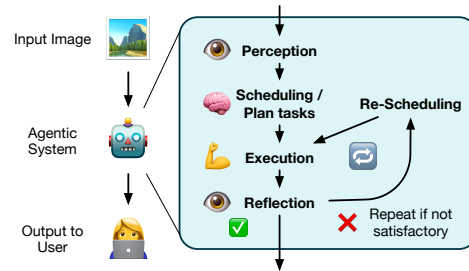 Input Image
Agentic
System
Output to
User
Perception
Scheduling /
Plan tasks
Re-Scheduling
Execution
Reflection
Repeat if not
satisfactory